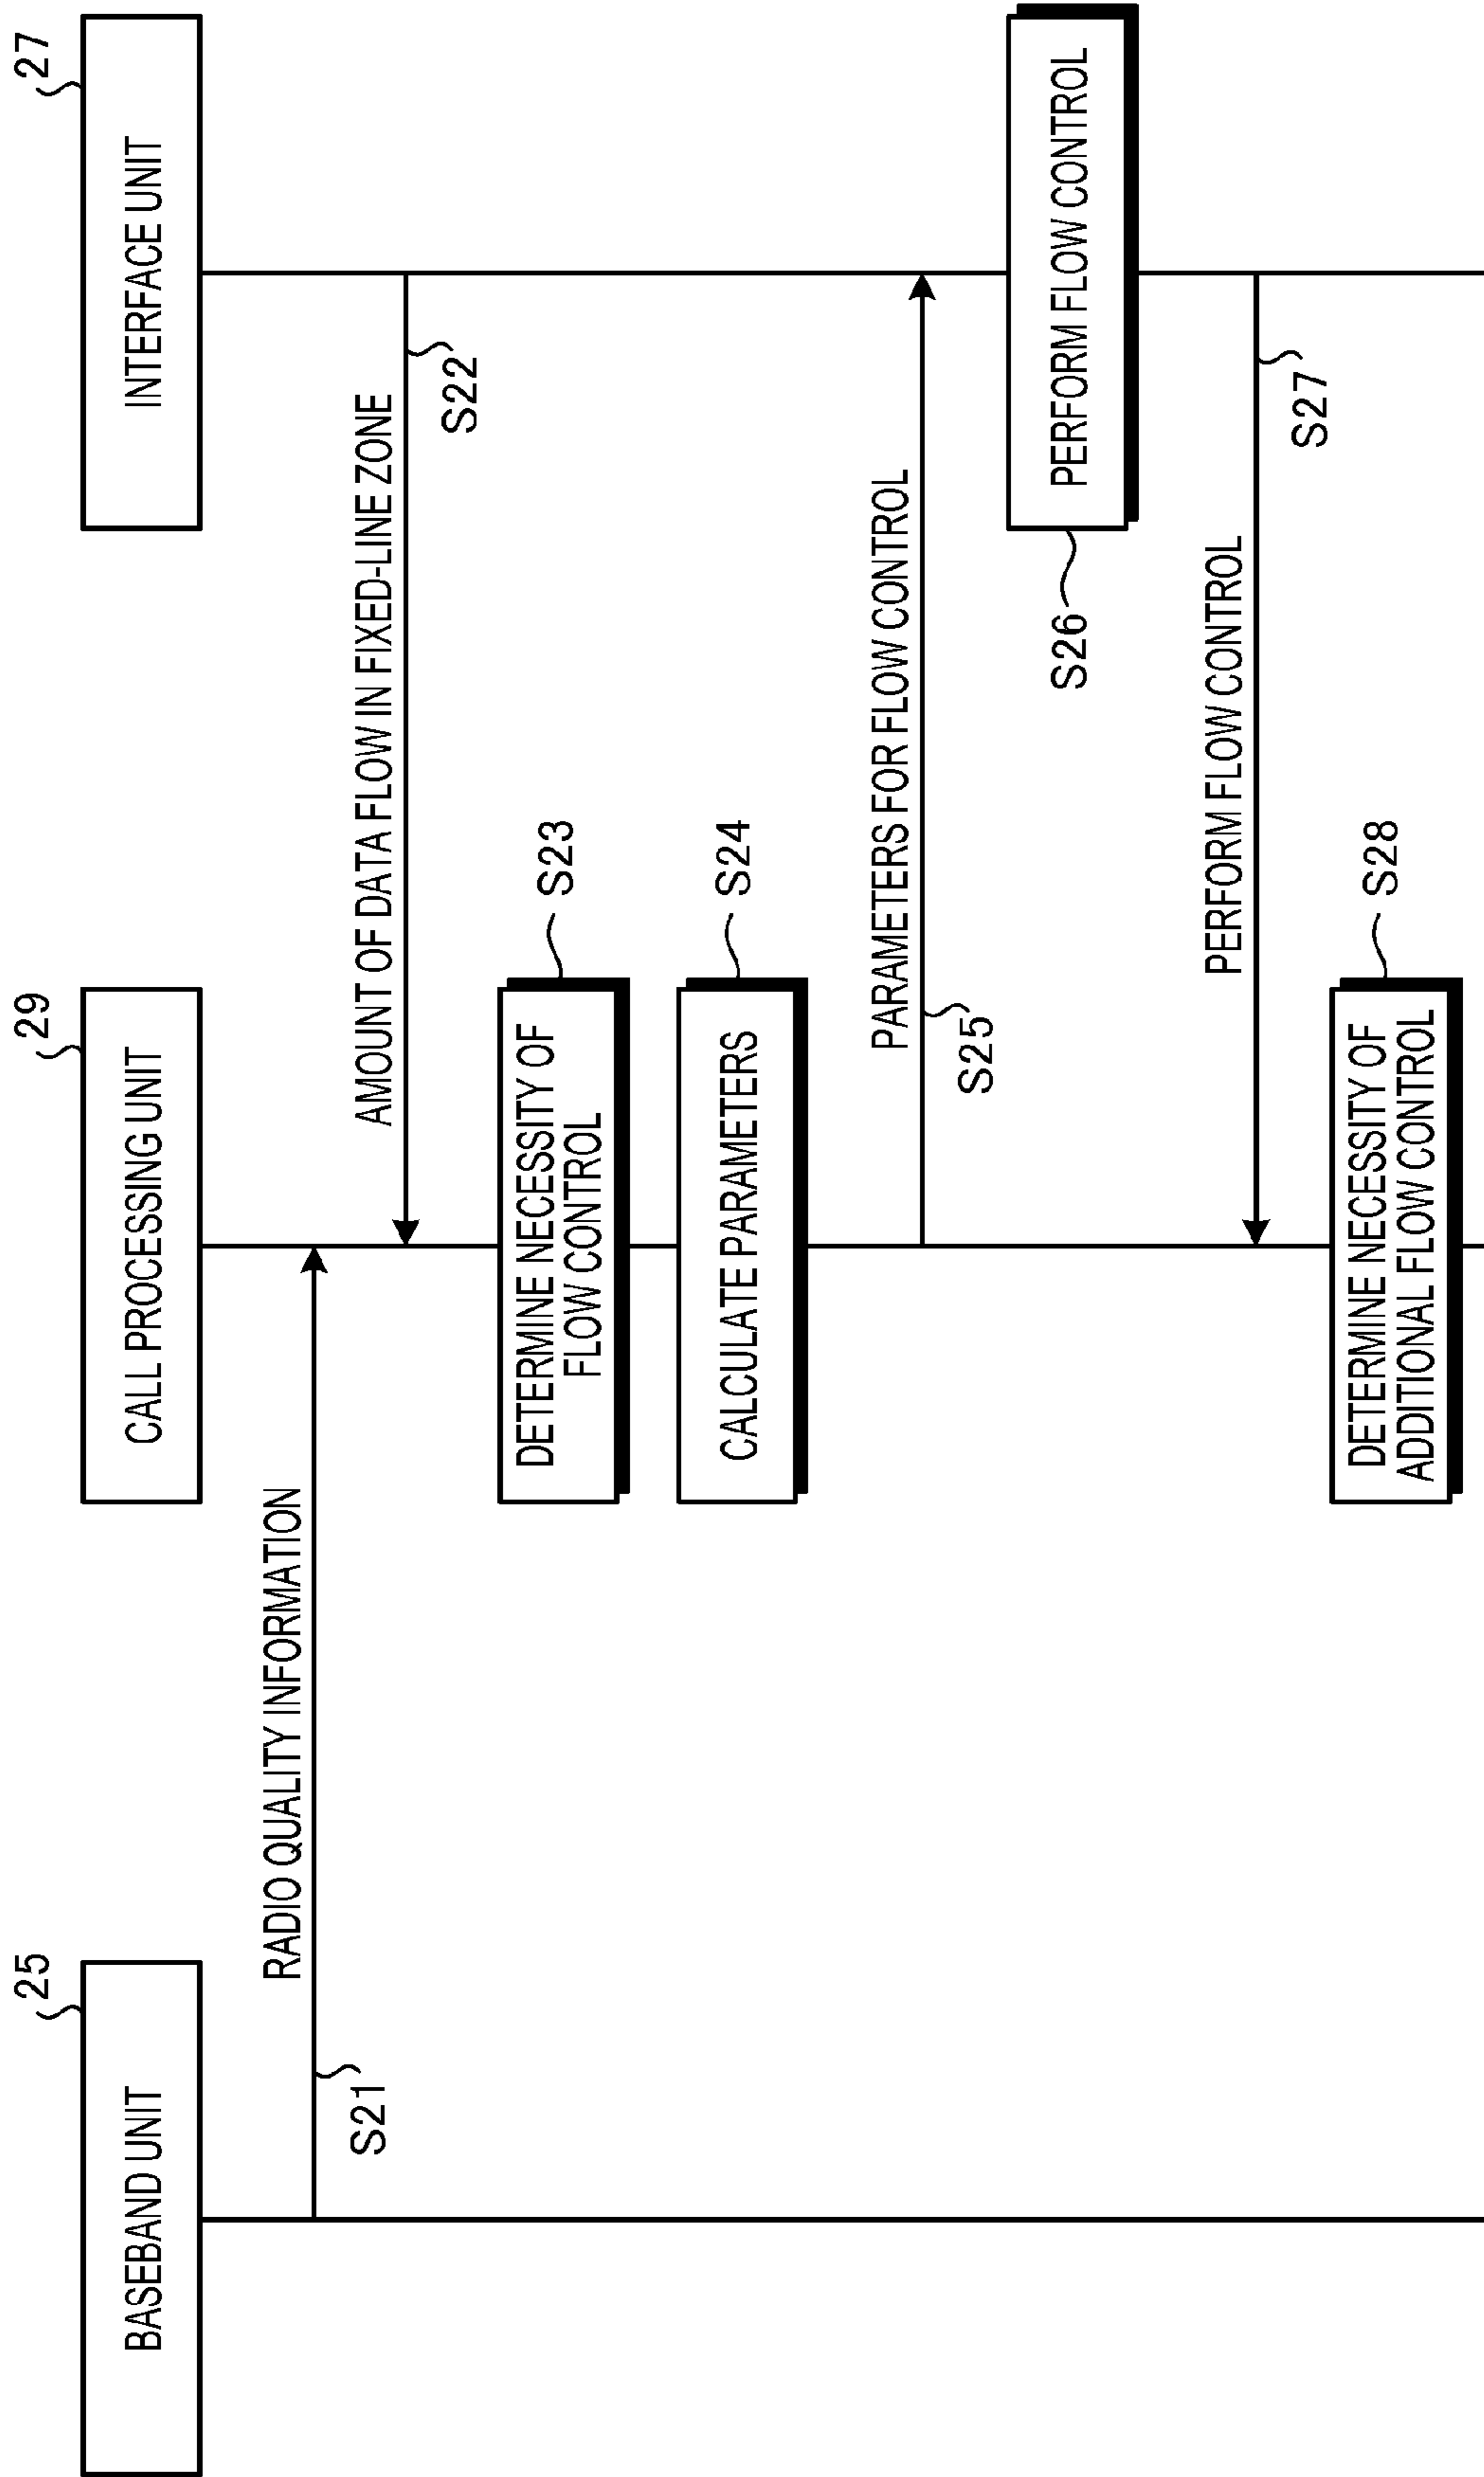 25
BASEBAND UNIT
29
CALL PROCESSING UNIT
27
INTERFACE UNIT
RADIO QUALITY INFORMATION
S21
AMOUNT OF DATA FLOW IN FIXED-LINE ZONE
S22
DETERMINE NECESSITY OF
FLOW CONTROL
S23
CALCULATE PARAMETERS
S24
PARAMETERS FOR FLOW CONTROL
S25
PERFORM FLOW CONTROL
S26
PERFORM FLOW CONTROL
S27
DETERMINE NECESSITY OF
ADDITIONAL FLOW CONTROL
S28